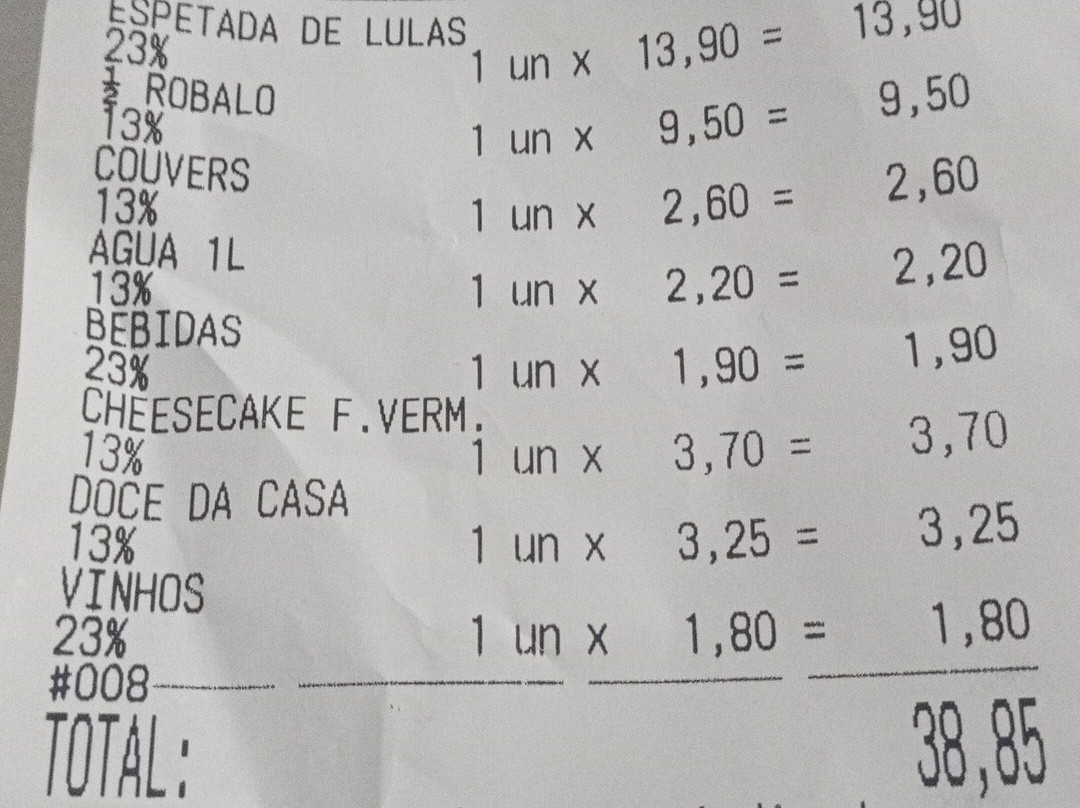 ESPETADA DE LULAS
23% 1 un x 13,90 = 13,90
½ ROBALO
13% 1 un x 9,50 = 9,50
COUVERS
13% 1 un x 2,60 = 2,60
AGUA 1L
13% 1 un x 2,20 = 2,20
BEBIDAS
23% 1 un x 1,90 = 1,90
CHEESECAKE F.VERM.
13% 1 un x 3,70 = 3,70
DOCE DA CASA
13% 1 un x 3,25 = 3,25
VINHOS
23% 1 un x 1,80 = 1,80
#008
TOTAL: 38,85